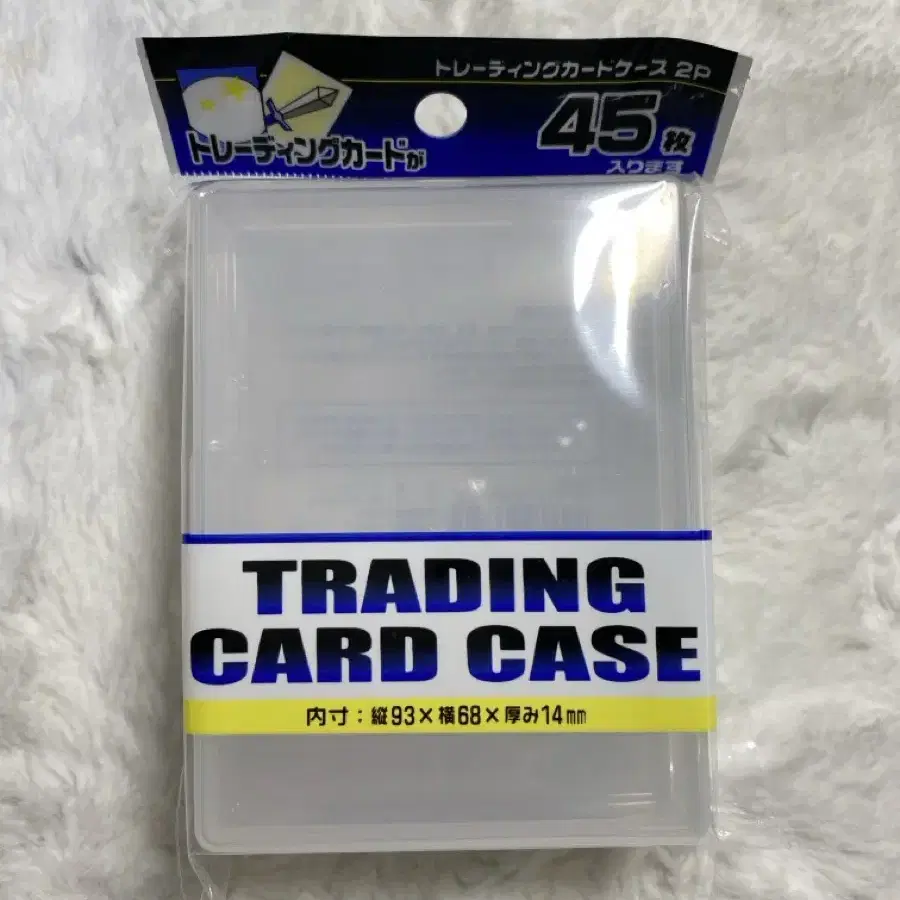 トレーディングカードケース 2P
トレーディングカードが
45枚
入ります
TRADING
CARD CASE
内寸：縦93×横68×厚み14mm